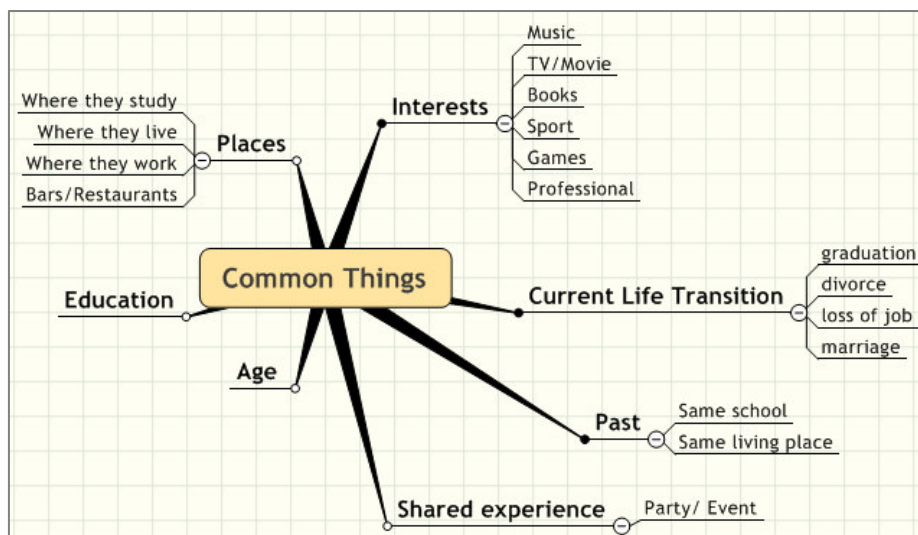 Common Things
Interests
Music
TV/Movie
Books
Sport
Games
Professional
Current Life Transition
graduation
divorce
loss of job
marriage
Past
Same school
Same living place
Shared experience
Party/ Event
Age
Education
Places
Where they study
Where they live
Where they work
Bars/Restaurants